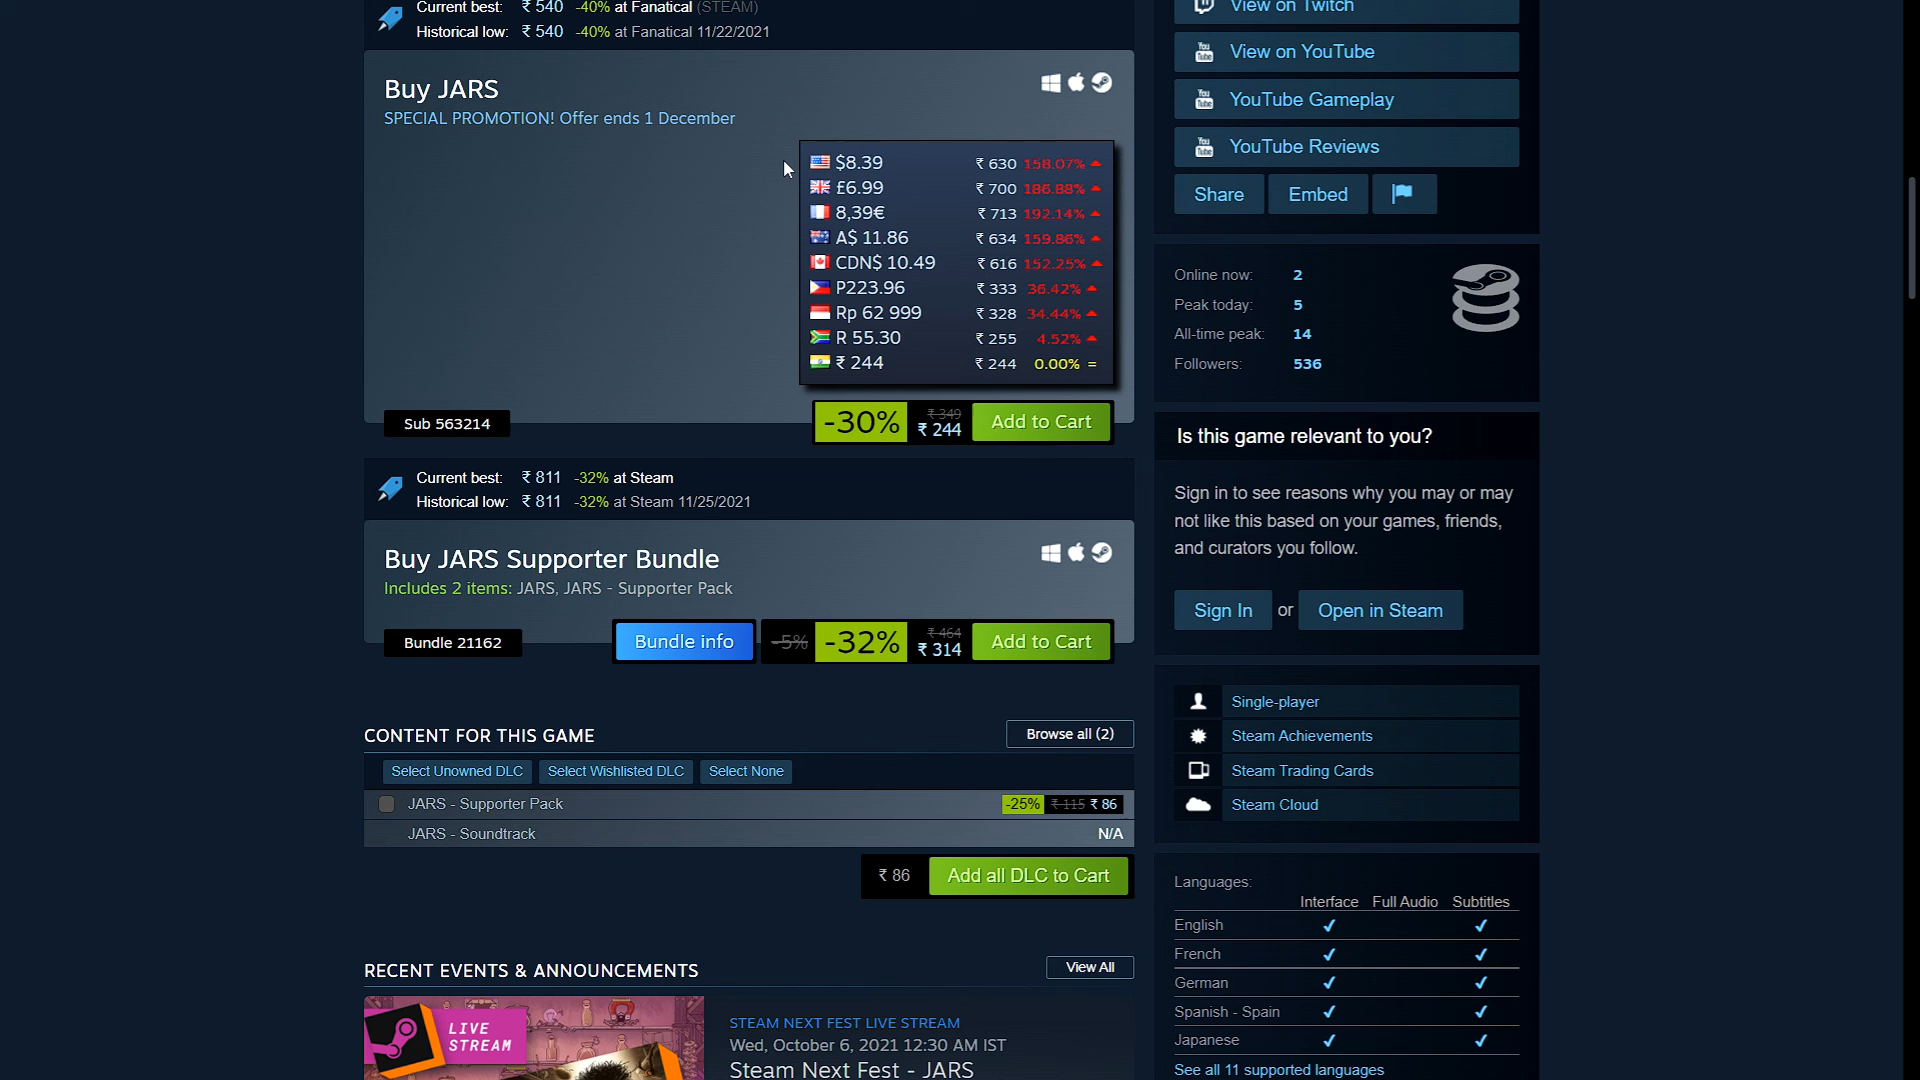 Current best: ₹ 540 -40% at Fanatical (STEAM)
Historical low: ₹ 540 -40% at Fanatical 11/22/2021
Buy JARS
SPECIAL PROMOTION! Offer ends 1 December
$8.39 ₹ 630 158.07%
£6.99 ₹ 700 186.88%
8,39€ ₹ 713 192.14%
A$ 11.86 ₹ 634 159.86%
CDN$ 10.49 ₹ 616 152.25%
P223.96 ₹ 333 36.42%
Rp 62 999 ₹ 328 34.44%
R 55.30 ₹ 255 4.52%
₹ 244 ₹ 244 0.00% =
Sub 563214
-30% ₹ 349 ₹ 244 Add to Cart
Current best: ₹ 811 -32% at Steam
Historical low: ₹ 811 -32% at Steam 11/25/2021
Buy JARS Supporter Bundle
Includes 2 items: JARS, JARS - Supporter Pack
Bundle 21162
Bundle info -5% -32% ₹ 464 ₹ 314 Add to Cart
CONTENT FOR THIS GAME Browse all (2)
Select Unowned DLC Select Wishlisted DLC Select None
JARS - Supporter Pack -25% ₹ 115 ₹ 86
JARS - Soundtrack N/A
₹ 86 Add all DLC to Cart
RECENT EVENTS & ANNOUNCEMENTS View All
LIVE
STREAM
STEAM NEXT FEST LIVE STREAM
Wed, October 6, 2021 12:30 AM IST
Steam Next Fest - JARS
View on Twitch
You Tube View on YouTube
You Tube YouTube Gameplay
You Tube YouTube Reviews
Share Embed
Online now: 2
Peak today: 5
All-time peak: 14
Followers: 536
Is this game relevant to you?
Sign in to see reasons why you may or may
not like this based on your games, friends,
and curators you follow.
Sign In or Open in Steam
Single-player
Steam Achievements
Steam Trading Cards
Steam Cloud
Languages:
Interface Full Audio Subtitles
English ✓ ✓
French ✓ ✓
German ✓ ✓
Spanish - Spain ✓ ✓
Japanese ✓ ✓
See all 11 supported languages